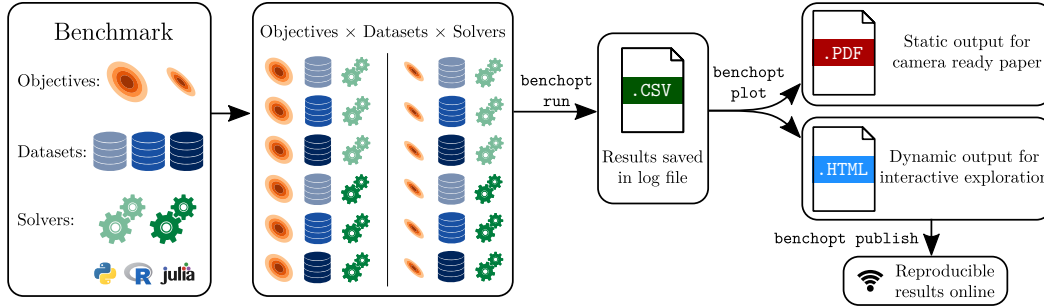 Benchmark
Objectives:
Datasets:
Solvers:
R
julia
Objectives × Datasets × Solvers
benchopt
run
.CSV
Results saved
in log file
benchopt
plot
.PDF
Static output for
camera ready paper
.HTML
Dynamic output for
interactive exploration
benchopt publish
Reproducible
results online